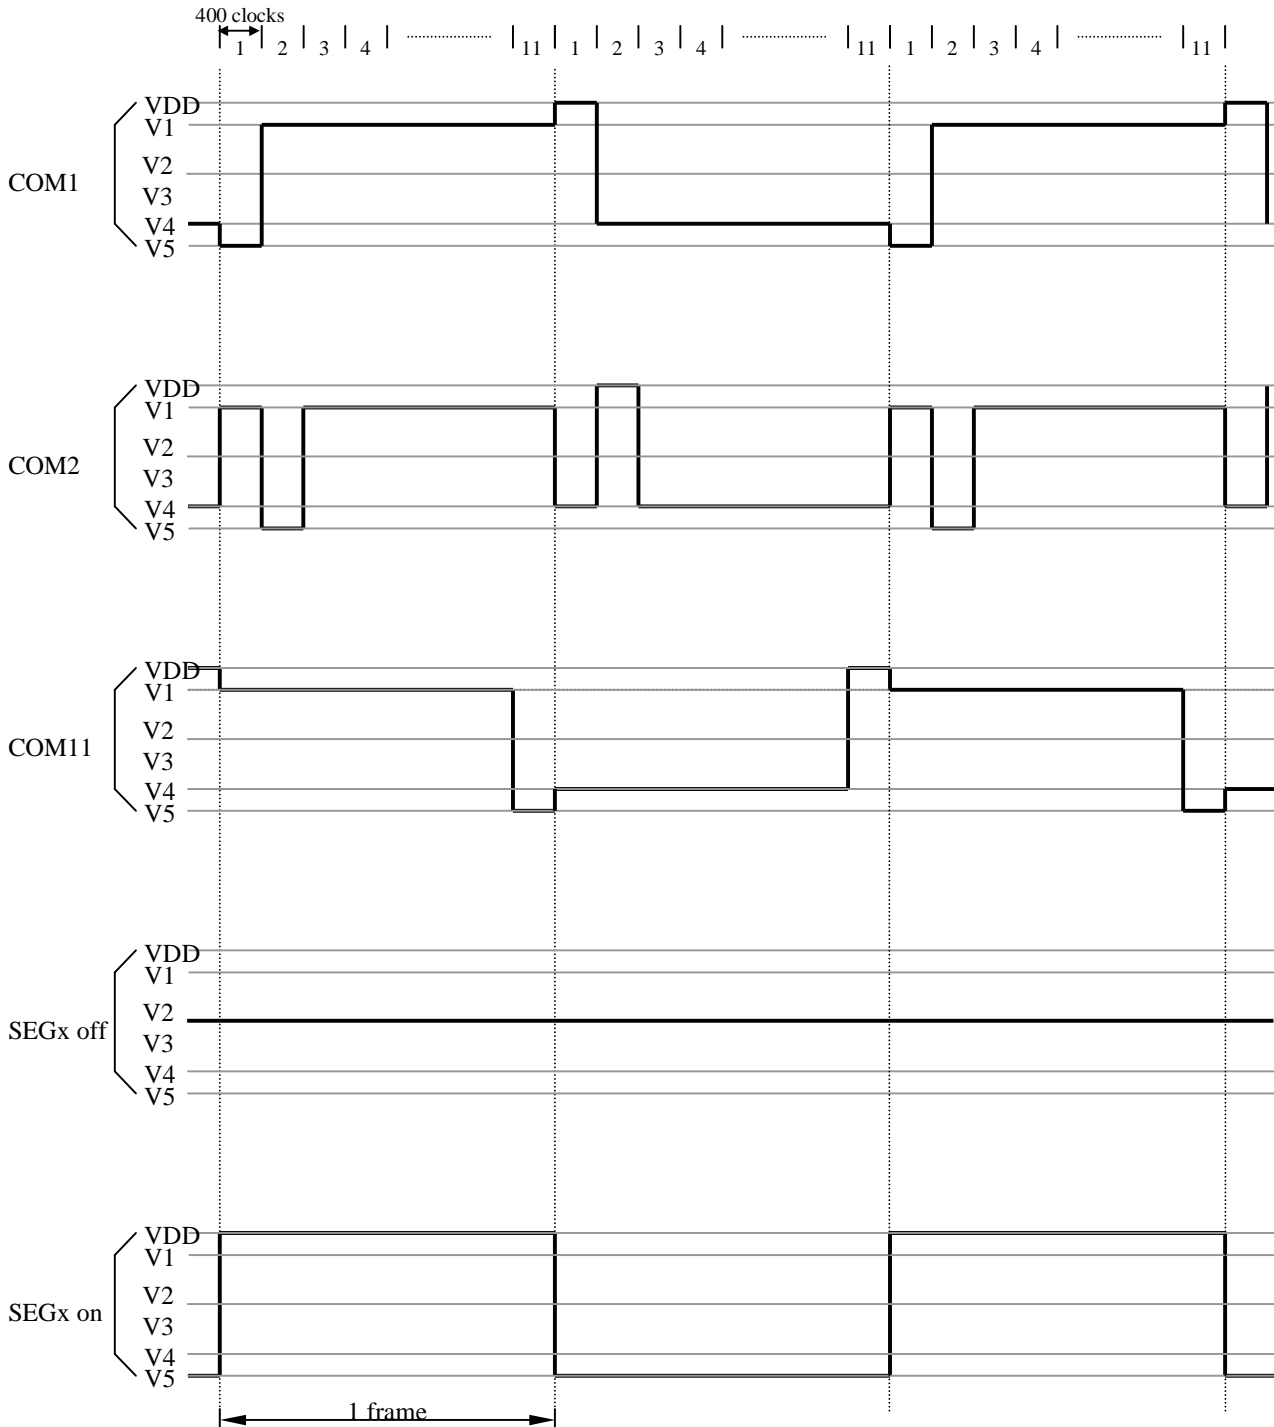 400 clocks
1 2 3 4 .................... 11 1 2 3 4 .................... 11 1 2 3 4 .................... 11
VDD
V1
V2
COM1
V3
V4
V5
VDD
V1
V2
COM2
V3
V4
V5
VDD
V1
V2
COM11
V3
V4
V5
VDD
V1
V2
SEGx off
V3
V4
V5
VDD
V1
V2
SEGx on
V3
V4
V5
1 frame